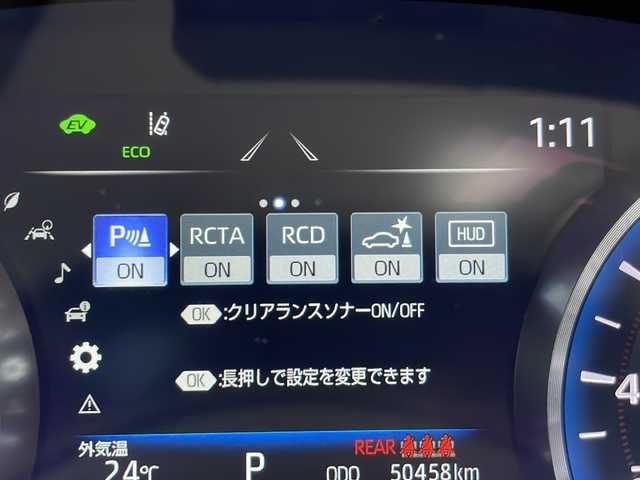 EV
ECO
1:11
P RCTA RCD HUD
ON ON ON ON ON
OK :クリアランスソナーON/OFF
OK :長押しで設定を変更できます
外気温 REAR
24℃ P ODO 50458km
4